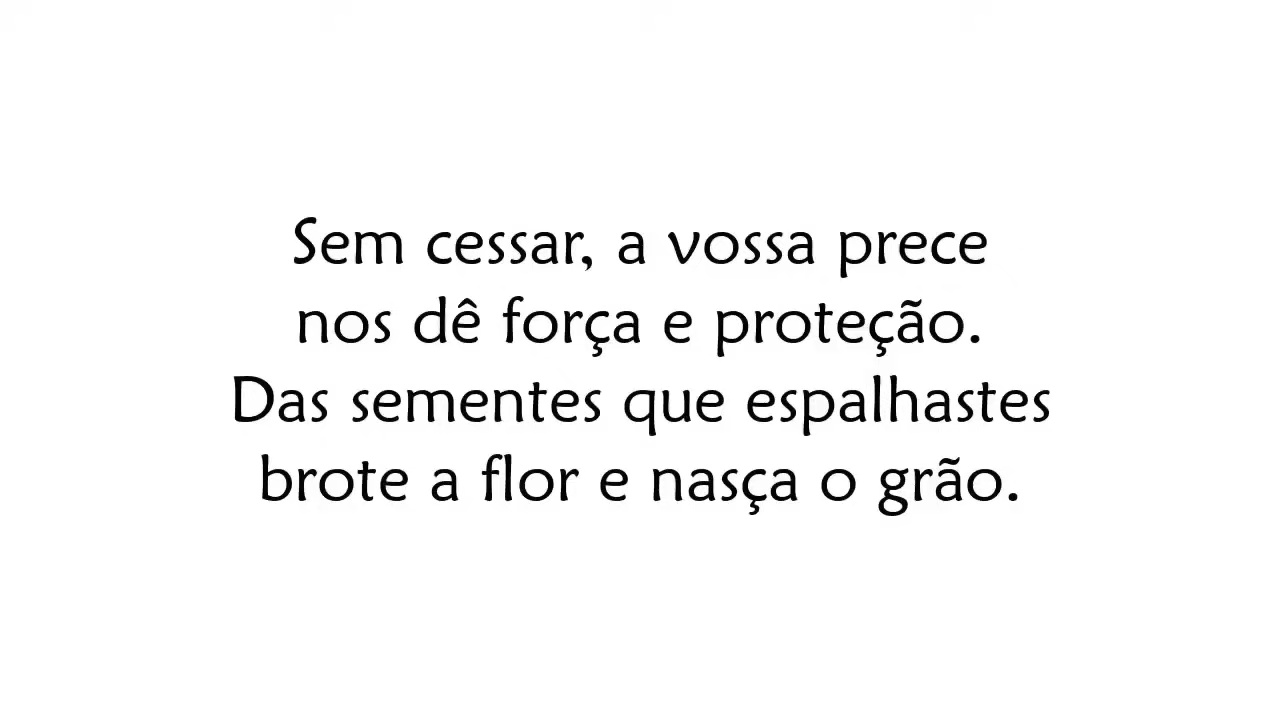 Sem cessar, a vossa prece
nos dê força e proteção.
Das sementes que espalhastes
brote a flor e nasça o grão.